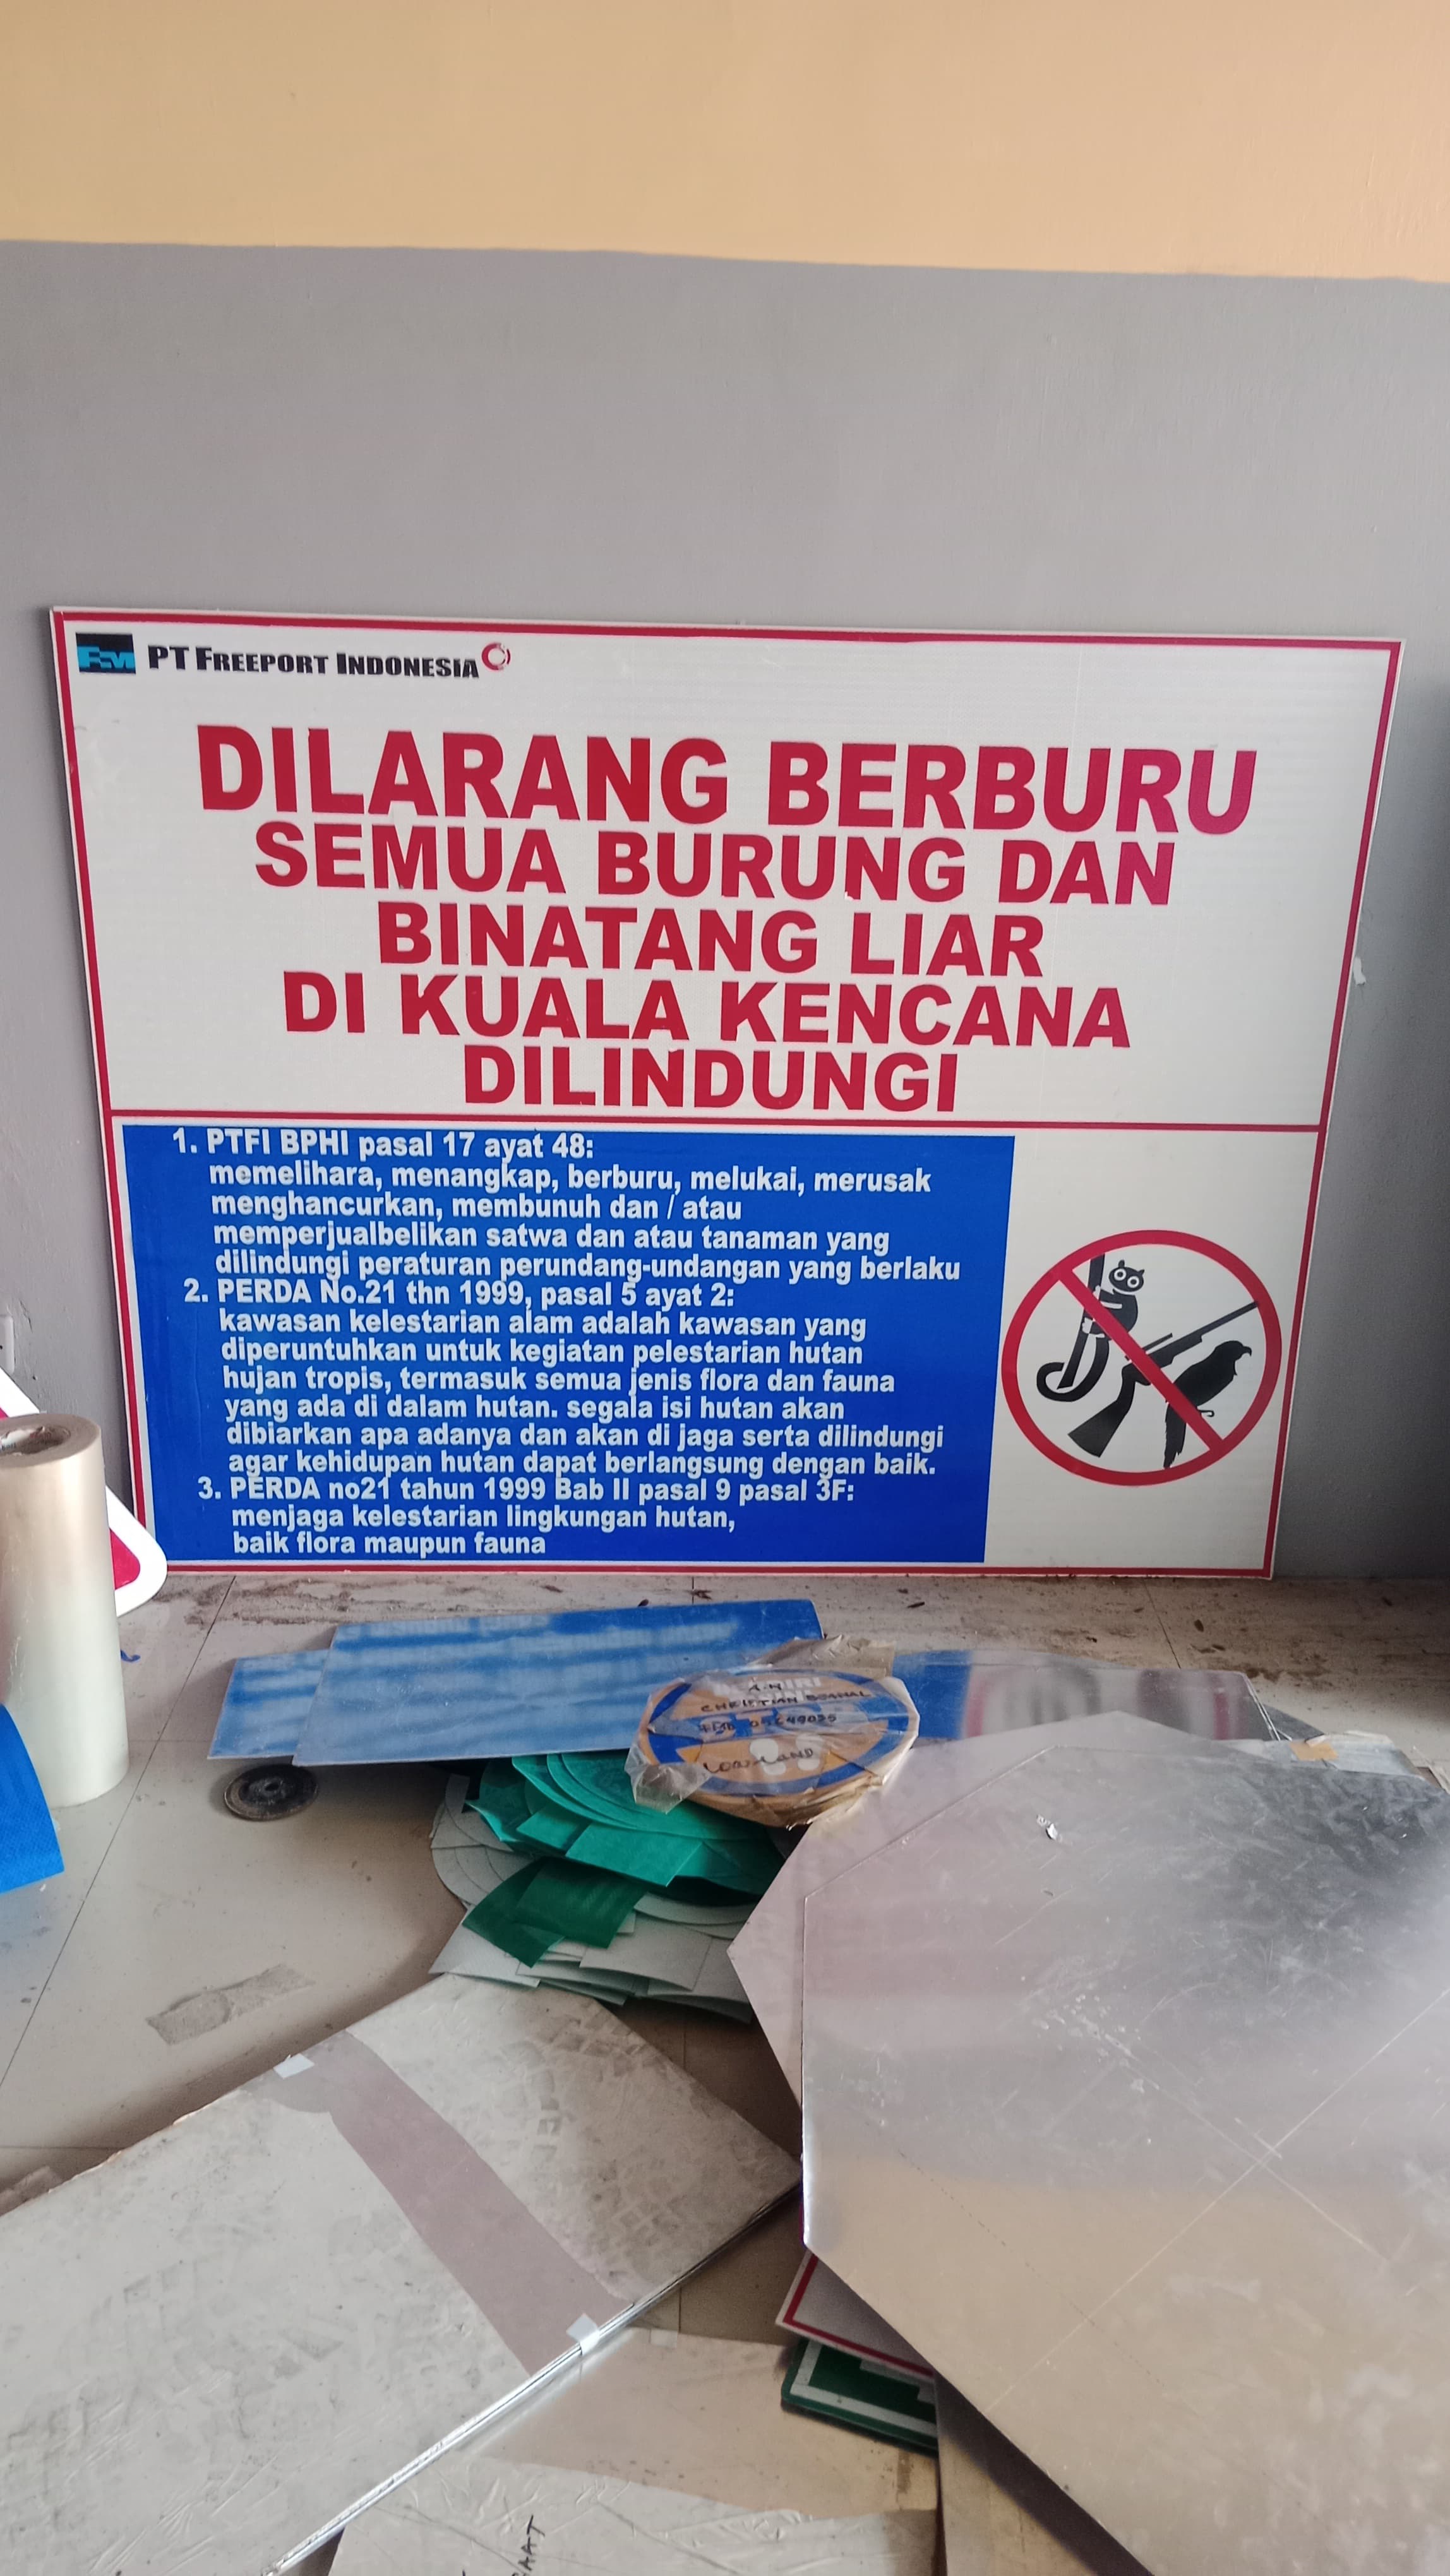 FM PT FREEPORT INDONESIA
DILARANG BERBURU
SEMUA BURUNG DAN
BINATANG LIAR
DI KUALA KENCANA
DILINDUNGI
1. PTFI BPHI pasal 17 ayat 48:
memelihara, menangkap, berburu, melukai, merusak
menghancurkan, membunuh dan / atau
memperjualbelikan satwa dan atau tanaman yang
dilindungi peraturan perundang-undangan yang berlaku
2. PERDA No.21 thn 1999, pasal 5 ayat 2:
kawasan kelestarian alam adalah kawasan yang
diperuntuhkan untuk kegiatan pelestarian hutan
hujan tropis, termasuk semua jenis flora dan fauna
yang ada di dalam hutan. segala isi hutan akan
dibiarkan apa adanya dan akan di jaga serta dilindungi
agar kehidupan hutan dapat berlangsung dengan baik.
3. PERDA no21 tahun 1999 Bab II pasal 9 pasal 3F:
menjaga kelestarian lingkungan hutan,
baik flora maupun fauna
CHRISTIAN